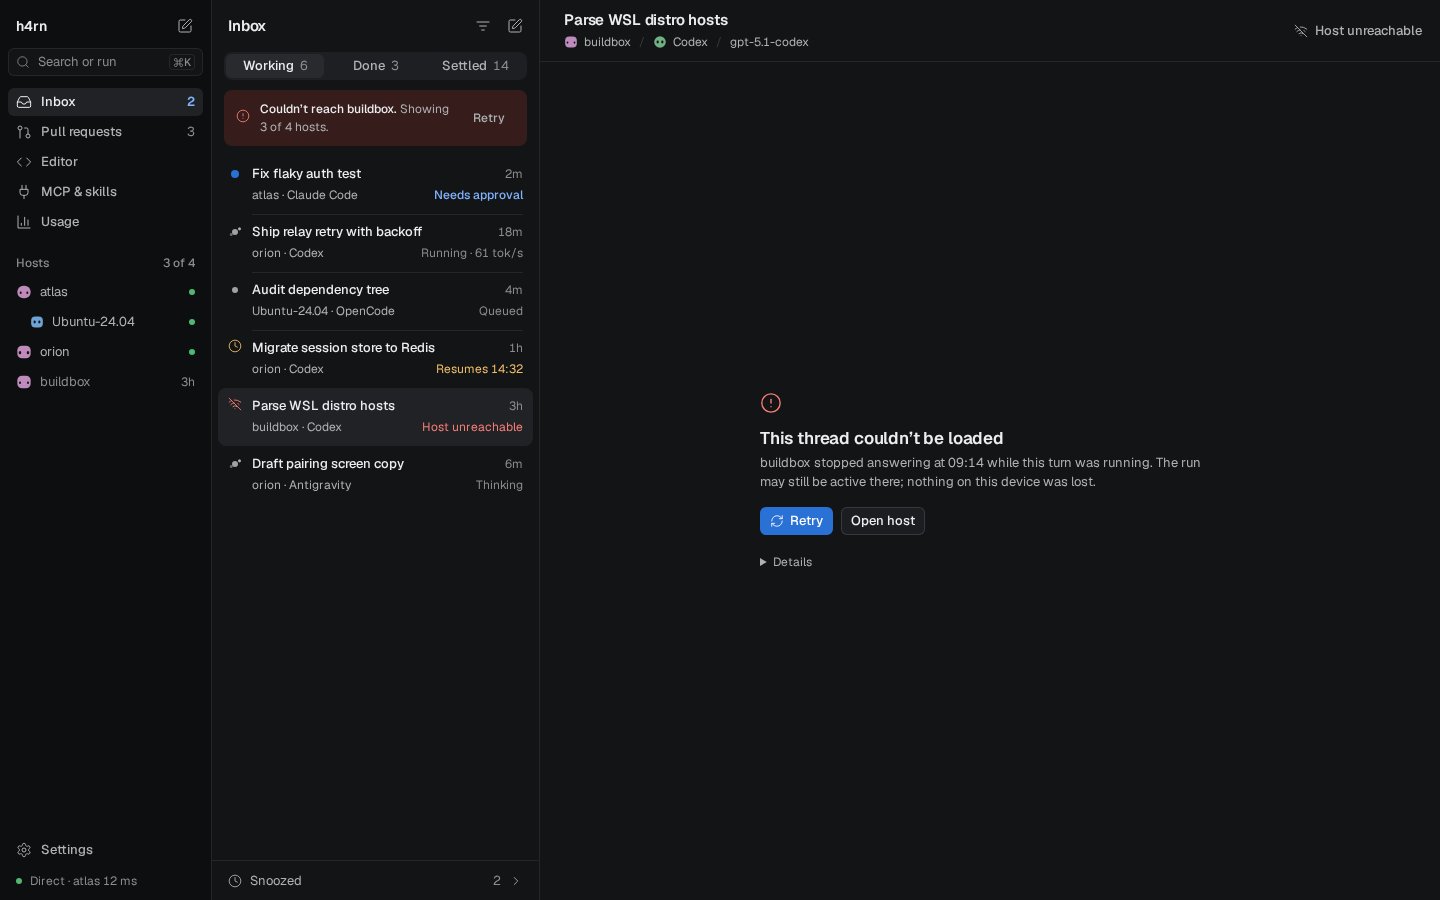 h4rn
Search or run ⌘K
Inbox 2
Pull requests 3
Editor
MCP & skills
Usage
Hosts 3 of 4
atlas
Ubuntu-24.04
orion
buildbox 3h
Settings
Direct · atlas 12 ms
Inbox
Working 6 Done 3 Settled 14
Couldn’t reach buildbox. Showing
3 of 4 hosts.
Retry
Fix flaky auth test 2m
atlas · Claude Code Needs approval
Ship relay retry with backoff 18m
orion · Codex Running · 61 tok/s
Audit dependency tree 4m
Ubuntu-24.04 · OpenCode Queued
Migrate session store to Redis 1h
orion · Codex Resumes 14:32
Parse WSL distro hosts 3h
buildbox · Codex Host unreachable
Draft pairing screen copy 6m
orion · Antigravity Thinking
Snoozed 2
Parse WSL distro hosts
buildbox / Codex / gpt-5.1-codex
Host unreachable
This thread couldn’t be loaded
buildbox stopped answering at 09:14 while this turn was running. The run
may still be active there; nothing on this device was lost.
Retry Open host
Details